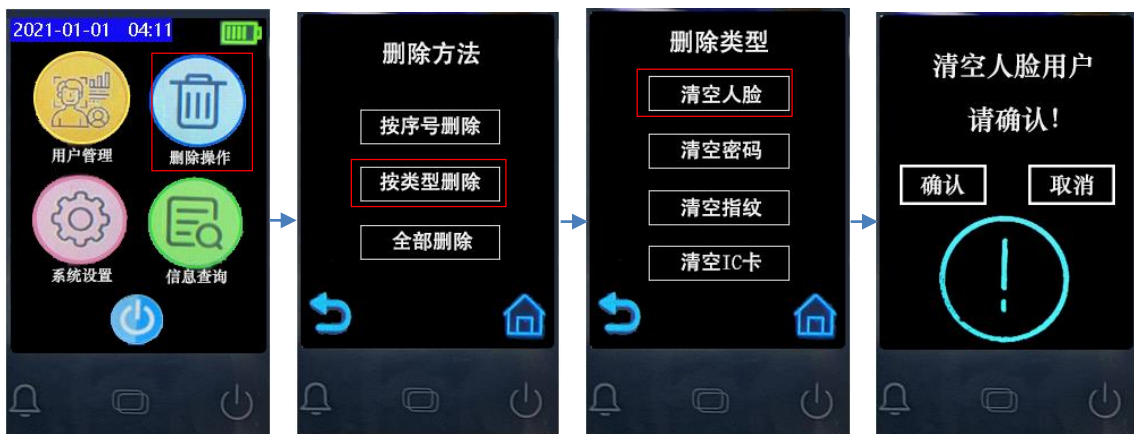 2021-01-01 04:11
用户管理
删除操作
系统设置
信息查询
删除方法
按序号删除
按类型删除
全部删除
删除类型
清空人脸
清空密码
清空指纹
清空IC卡
清空人脸用户
请确认!
确认
取消